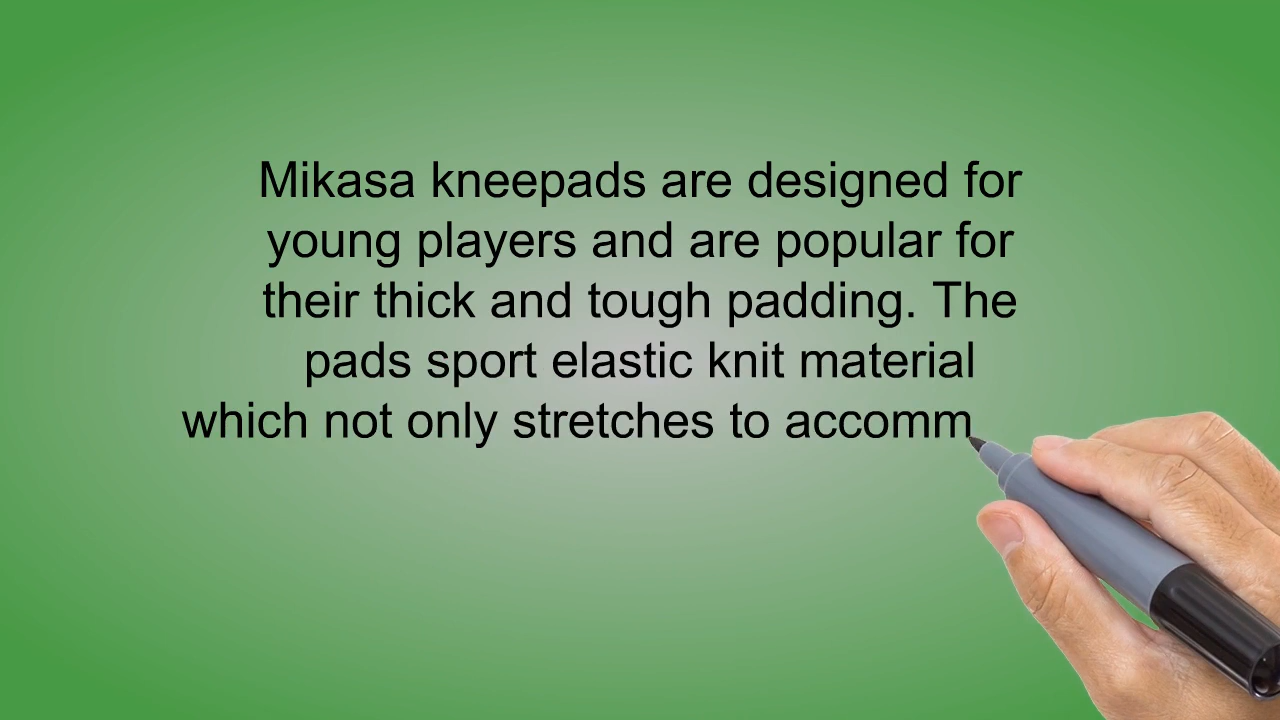 Mikasa kneepads are designed for
young players and are popular for
their thick and tough padding. The
pads sport elastic knit material
which not only stretches to accomm